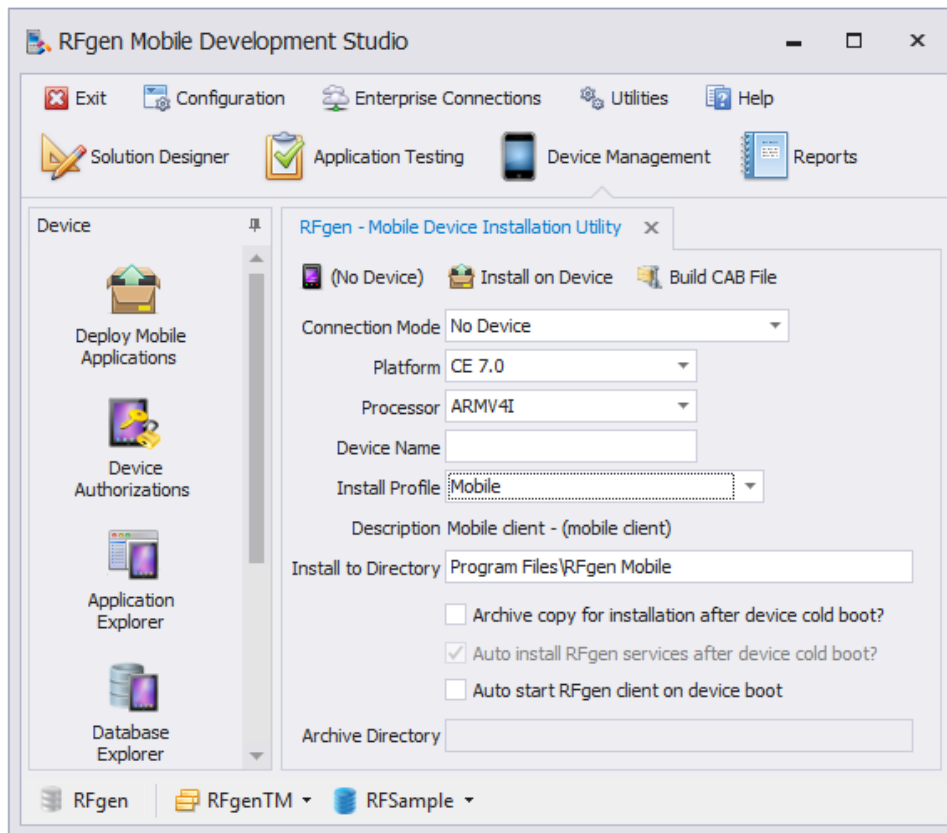 RFgen Mobile Development Studio
Exit Configuration Enterprise Connections Utilities Help
Solution Designer Application Testing Device Management Reports
Device
Deploy Mobile
Applications
Device
Authorizations
Application
Explorer
Database
Explorer
RFgen - Mobile Device Installation Utility
(No Device) Install on Device Build CAB File
Connection Mode No Device
Platform CE 7.0
Processor ARMV4I
Device Name
Install Profile Mobile
Description Mobile client - (mobile client)
Install to Directory Program Files\RFgen Mobile
Archive copy for installation after device cold boot?
Auto install RFgen services after device cold boot?
Auto start RFgen client on device boot
Archive Directory
RFgen RFgenTM RFSample